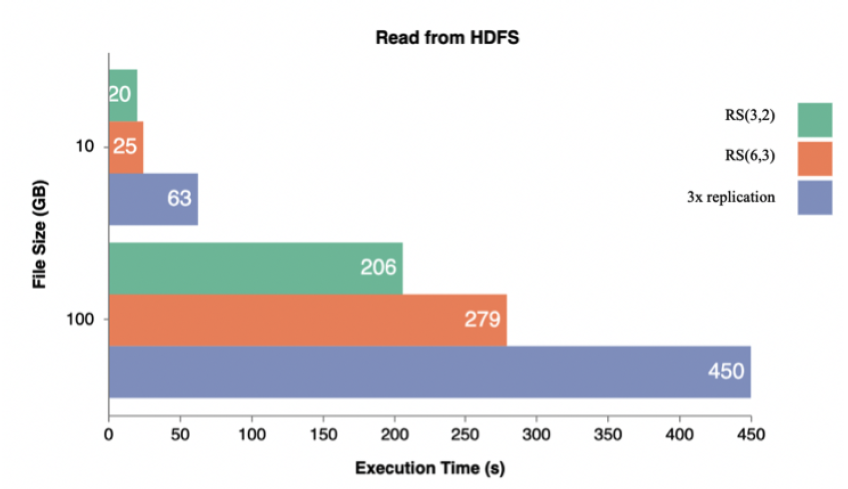 Read from HDFS
20
RS(3,2)
10
25
RS(6,3)
63
3x replication
File Size (GB)
206
100
279
450
0 50 100 150 200 250 300 350 400 450
Execution Time (s)